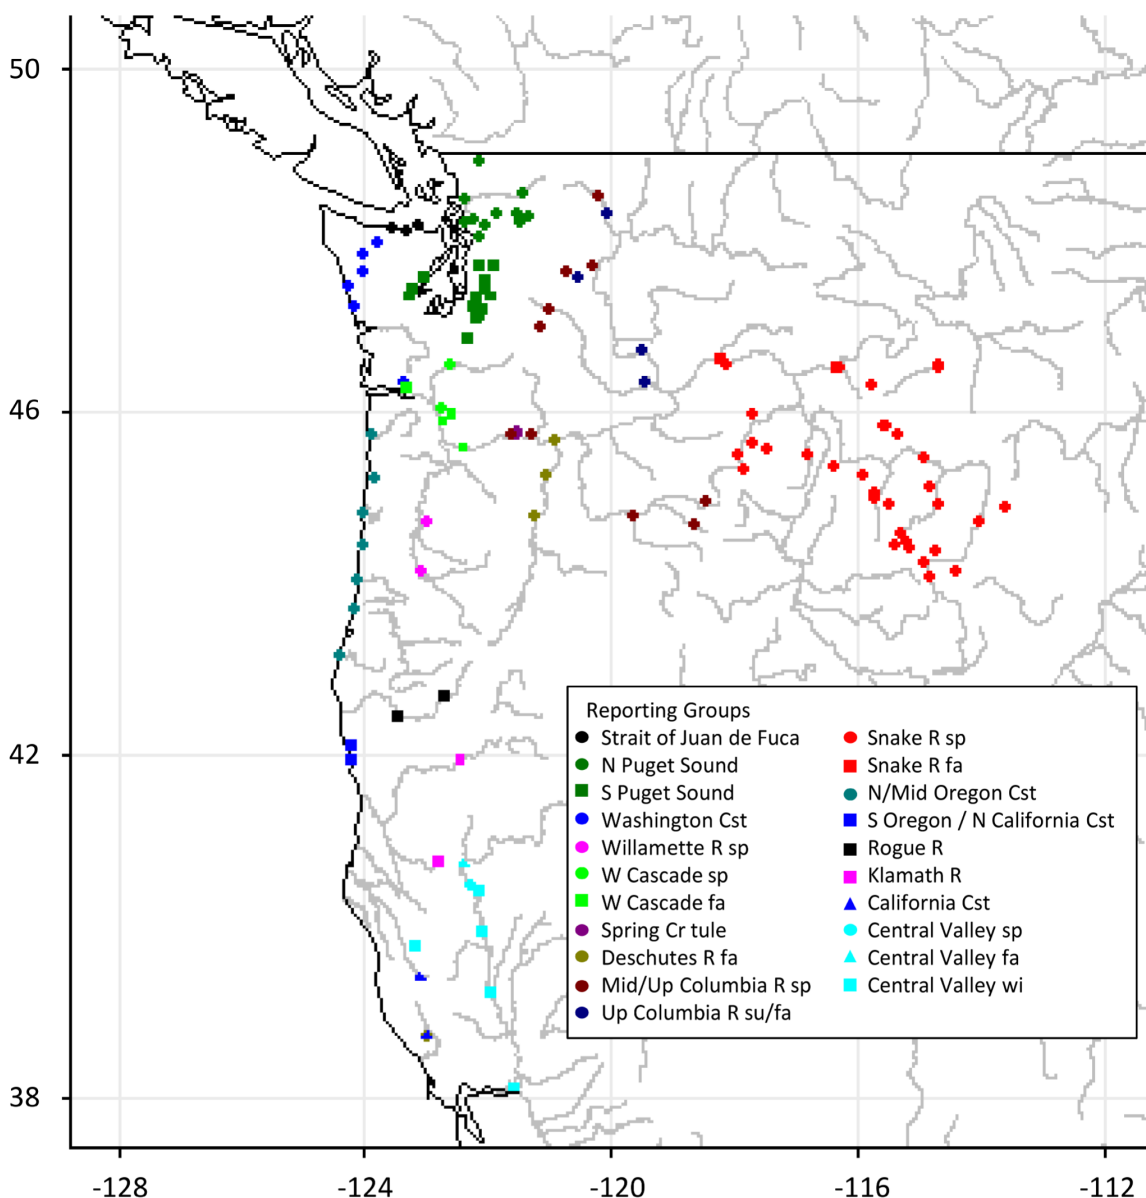 50
46
42
38
Reporting Groups
Strait of Juan de Fuca
N Puget Sound
S Puget Sound
Washington Cst
Willamette R sp
W Cascade sp
W Cascade fa
Spring Cr tule
Deschutes R fa
Mid/Up Columbia R sp
Up Columbia R su/fa
Snake R sp
Snake R fa
N/Mid Oregon Cst
S Oregon / N California Cst
Rogue R
Klamath R
California Cst
Central Valley sp
Central Valley fa
Central Valley wi
-128 -124 -120 -116 -112